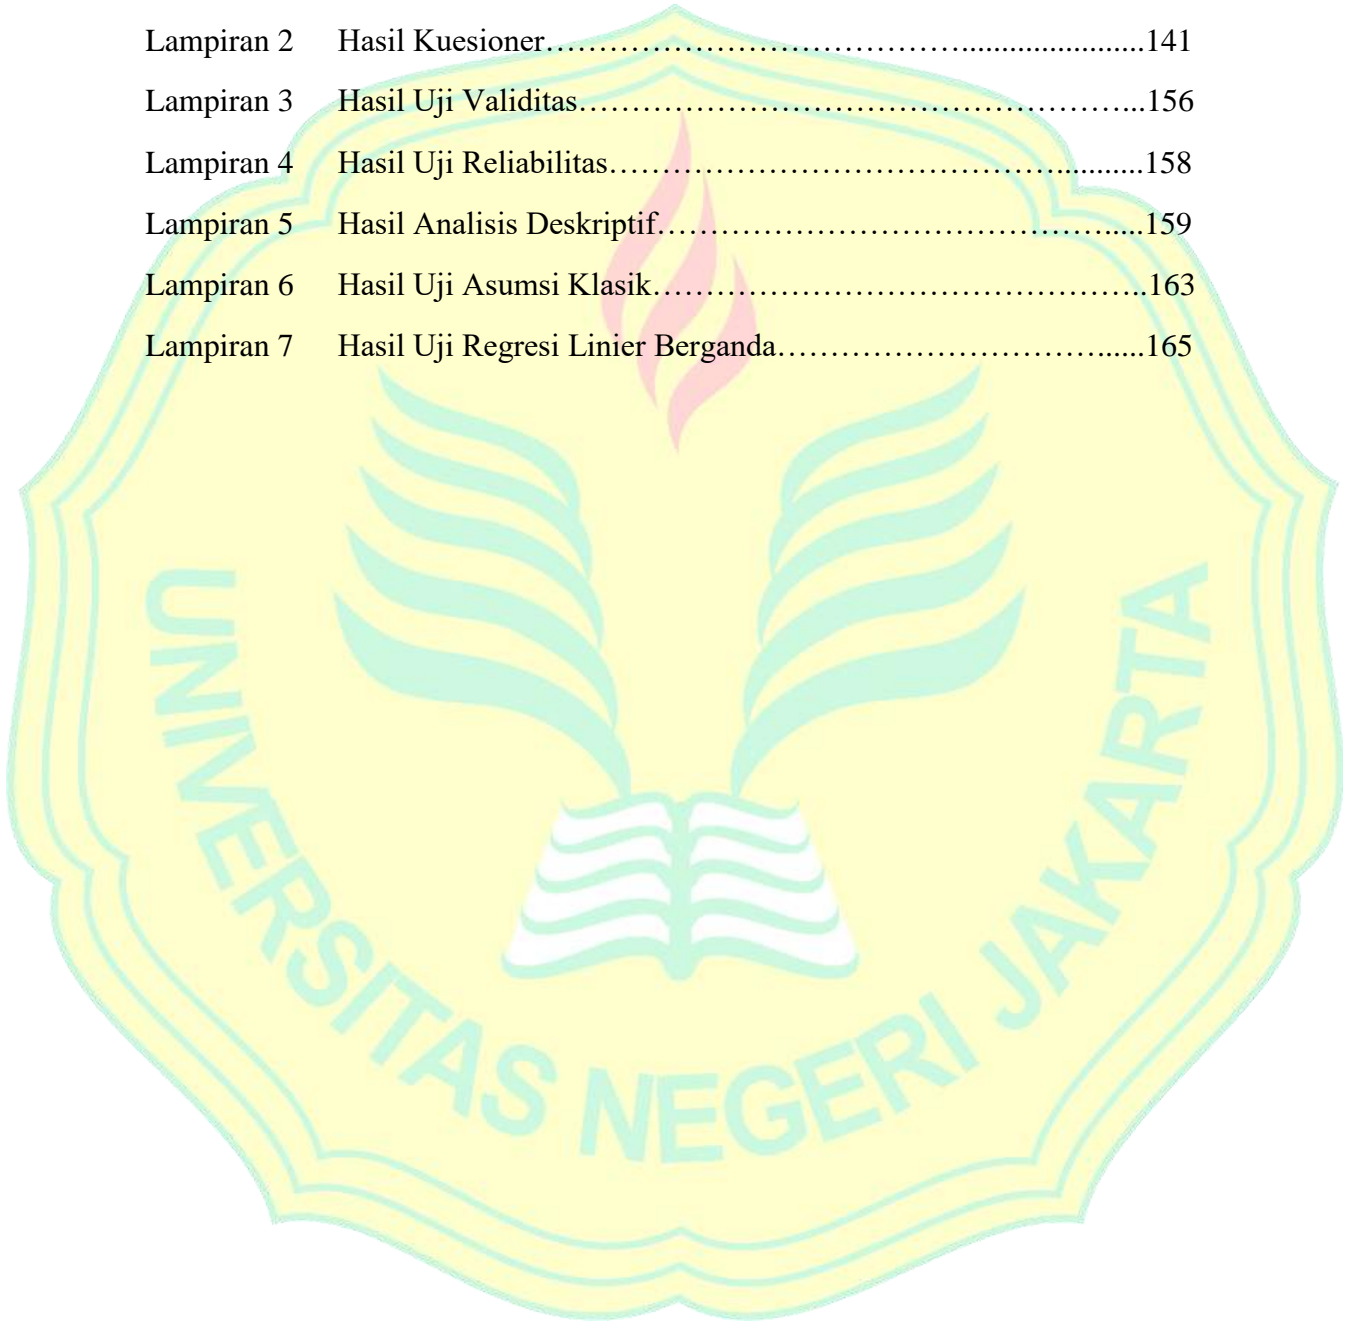 Lampiran 2 Hasil Kuesioner…………………………………......................141
Lampiran 3 Hasil Uji Validitas……………………………………………...156
Lampiran 4 Hasil Uji Reliabilitas……………………………………...........158
Lampiran 5 Hasil Analisis Deskriptif……………………………………......159
Lampiran 6 Hasil Uji Asumsi Klasik………………………………………..163
Lampiran 7 Hasil Uji Regresi Linier Berganda…………………………......165
UNIVERSITAS NEGERI JAKARTA